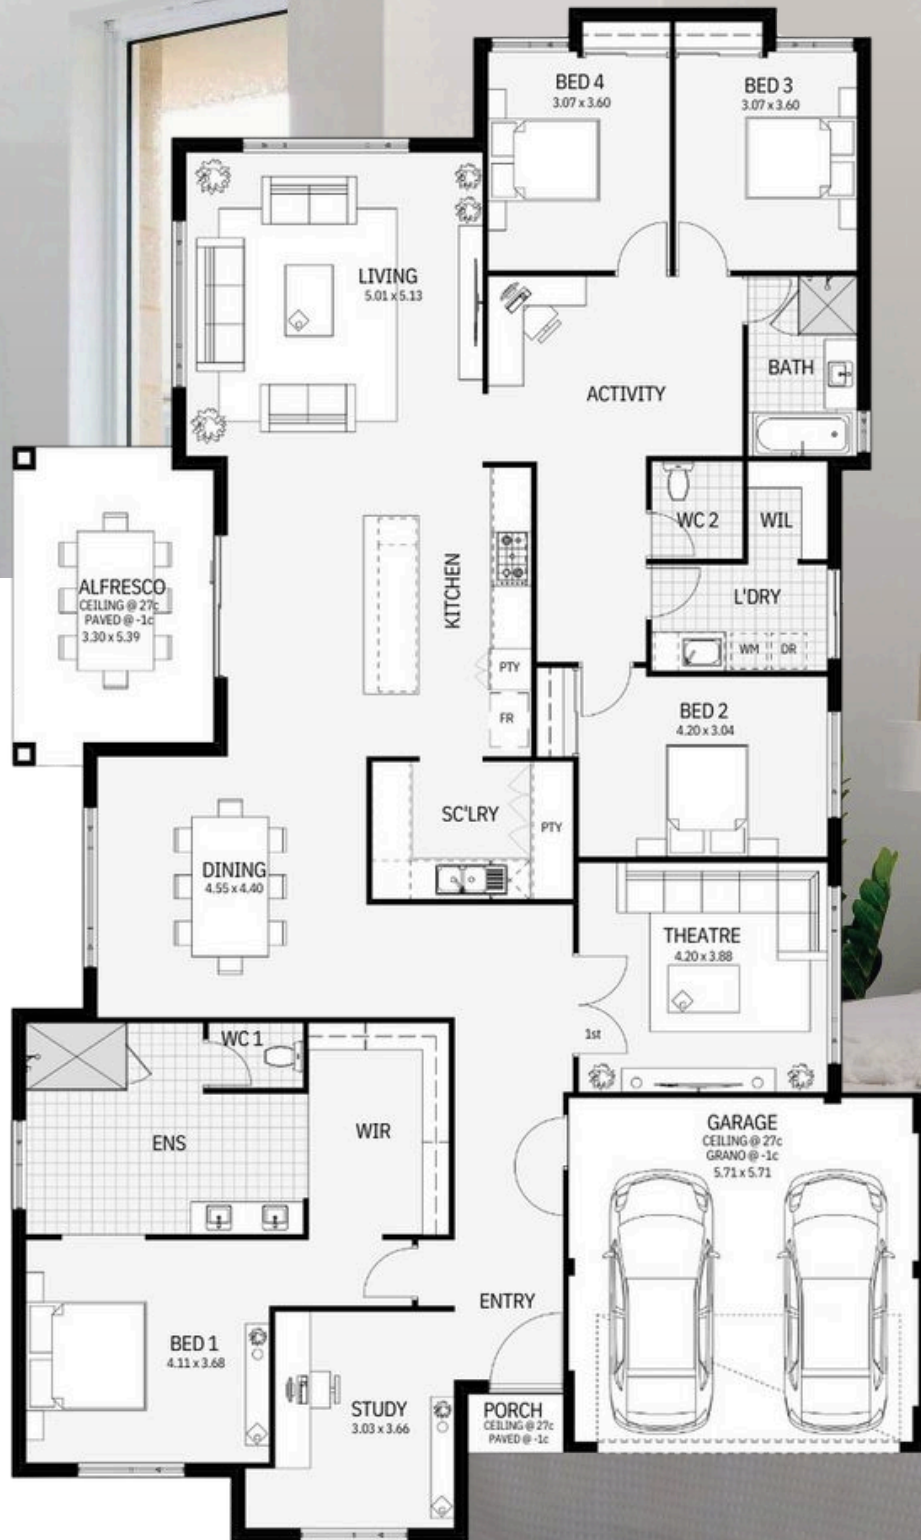 BED 4
3.07 x 3.60
BED 3
3.07 x 3.60
LIVING
5.01 x 5.13
ACTIVITY
BATH
WC 2
WIL
KITCHEN
ALFRESCO
CEILING @ 27c
PAVED @ -1c
3.30 x 5.39
L'DRY
WM
DR
PTY
FR
BED 2
4.20 x 3.04
SC'LRY
PTY
DINING
4.55 x 4.40
THEATRE
4.20 x 3.88
1st
WC 1
ENS
WIR
GARAGE
CEILING @ 27c
GRANO @ -1c
5.71 x 5.71
ENTRY
BED 1
4.11 x 3.68
STUDY
3.03 x 3.66
PORCH
CEILING @ 27c
PAVED @ -1c